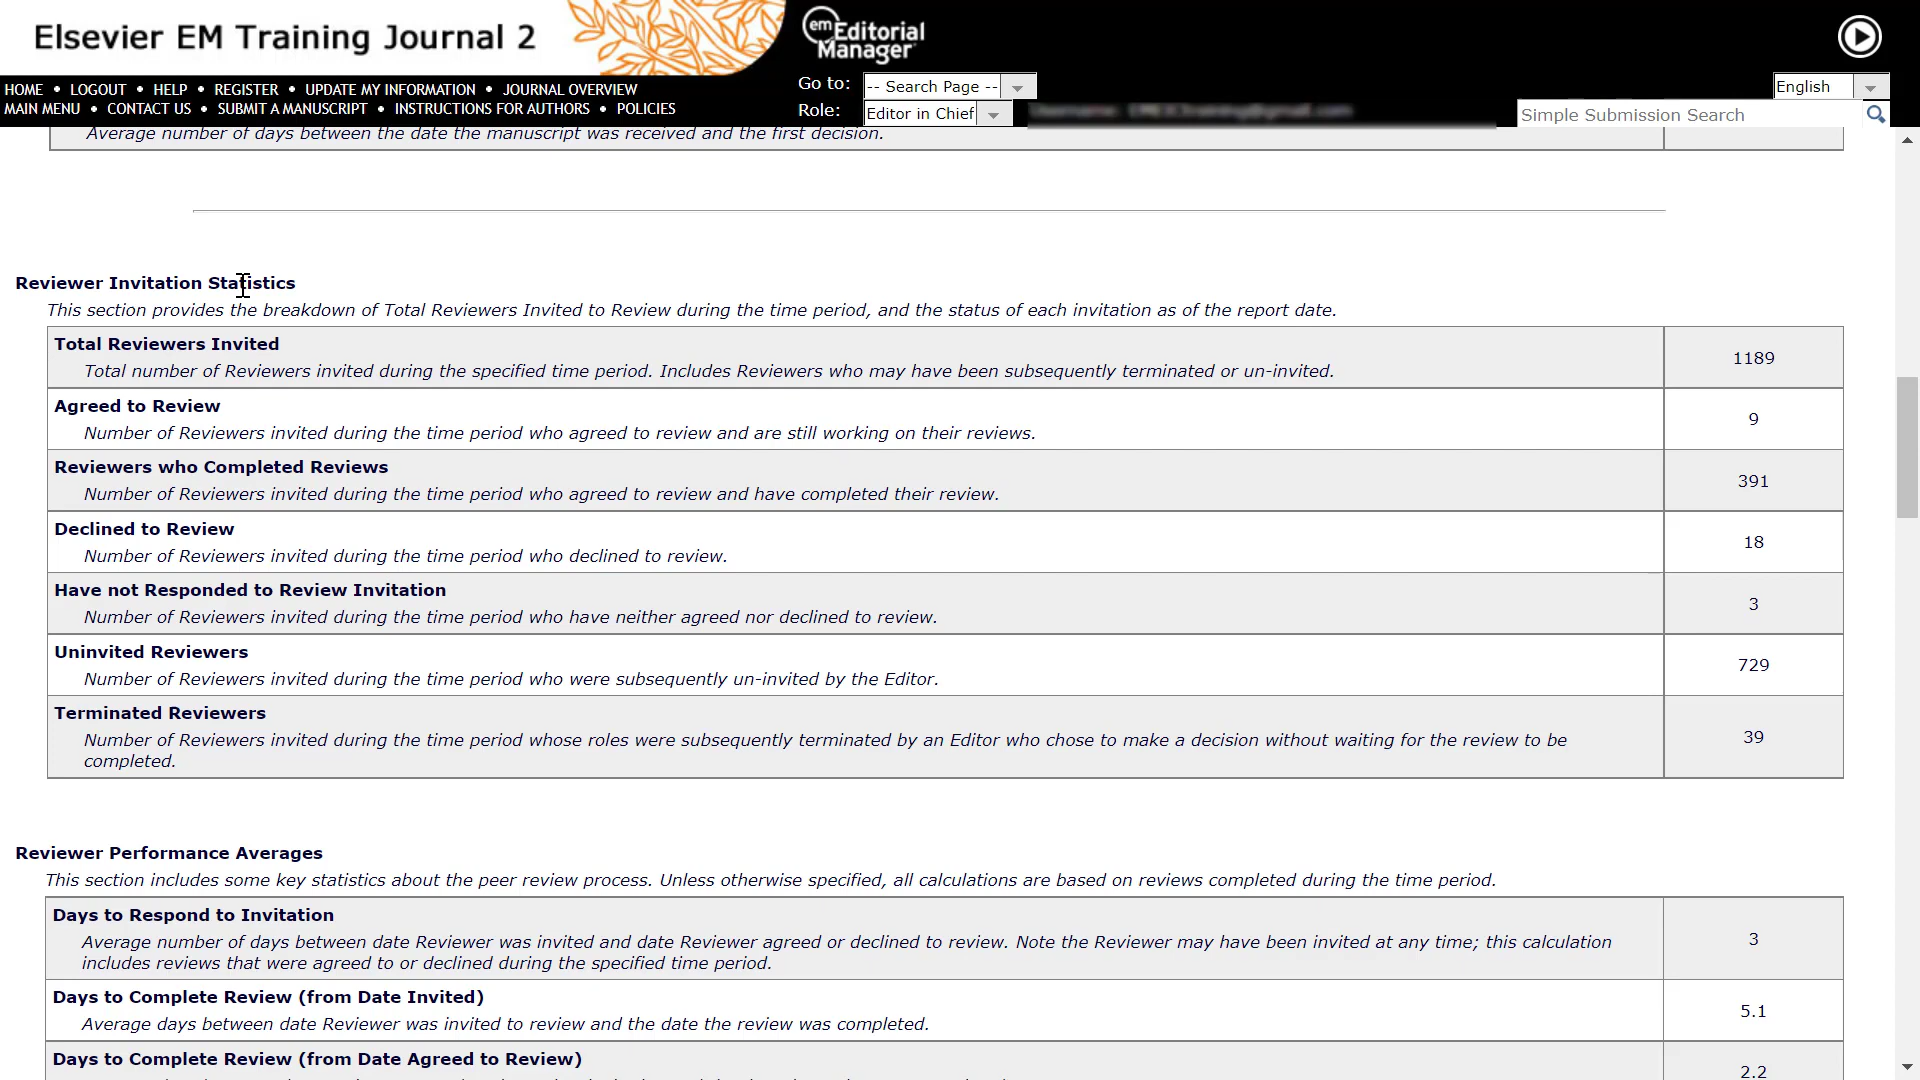 Elsevier EM Training Journal 2
em Editorial Manager
HOME • LOGOUT • HELP • REGISTER • UPDATE MY INFORMATION • JOURNAL OVERVIEW
MAIN MENU • CONTACT US • SUBMIT A MANUSCRIPT • INSTRUCTIONS FOR AUTHORS • POLICIES
Go to: -- Search Page --
Role: Editor in Chief
English
Simple Submission Search
Average number of days between the date the manuscript was received and the first decision.
Reviewer Invitation Statistics
This section provides the breakdown of Total Reviewers Invited to Review during the time period, and the status of each invitation as of the report date.
Total Reviewers Invited
Total number of Reviewers invited during the specified time period. Includes Reviewers who may have been subsequently terminated or un-invited.
1189
Agreed to Review
Number of Reviewers invited during the time period who agreed to review and are still working on their reviews.
9
Reviewers who Completed Reviews
Number of Reviewers invited during the time period who agreed to review and have completed their review.
391
Declined to Review
Number of Reviewers invited during the time period who declined to review.
18
Have not Responded to Review Invitation
Number of Reviewers invited during the time period who have neither agreed nor declined to review.
3
Uninvited Reviewers
Number of Reviewers invited during the time period who were subsequently un-invited by the Editor.
729
Terminated Reviewers
Number of Reviewers invited during the time period whose roles were subsequently terminated by an Editor who chose to make a decision without waiting for the review to be
completed.
39
Reviewer Performance Averages
This section includes some key statistics about the peer review process. Unless otherwise specified, all calculations are based on reviews completed during the time period.
Days to Respond to Invitation
Average number of days between date Reviewer was invited and date Reviewer agreed or declined to review. Note the Reviewer may have been invited at any time; this calculation
includes reviews that were agreed to or declined during the specified time period.
3
Days to Complete Review (from Date Invited)
Average days between date Reviewer was invited to review and the date the review was completed.
5.1
Days to Complete Review (from Date Agreed to Review)
2.2